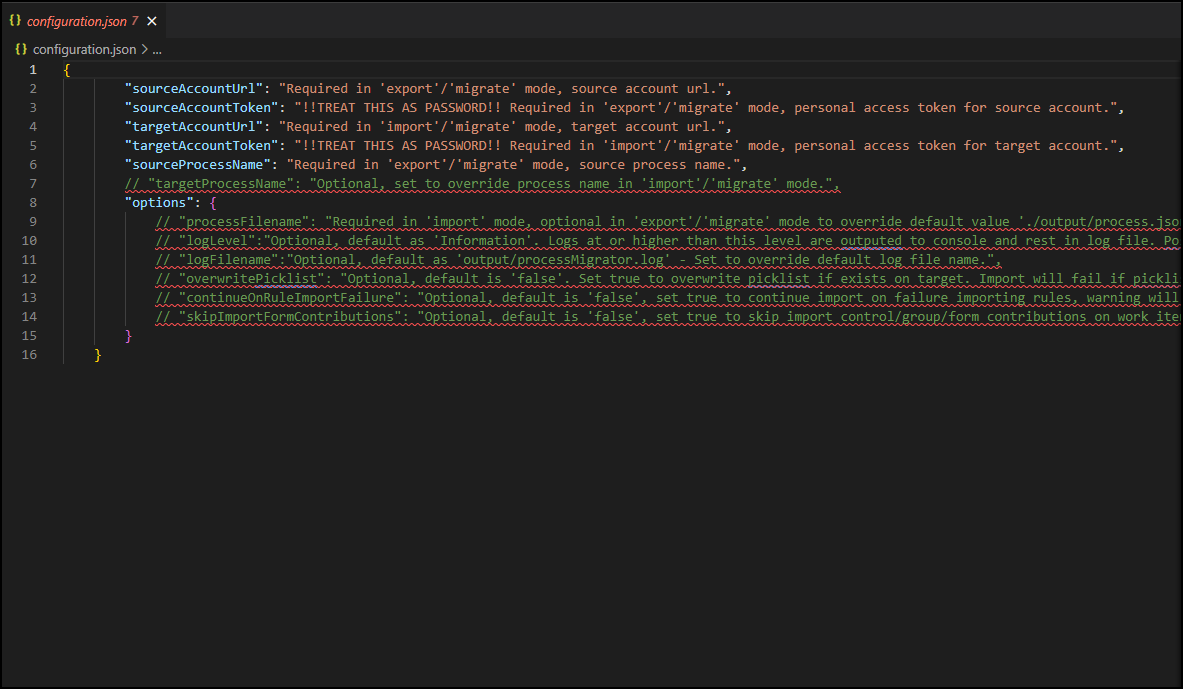 {} configuration.json 7 ×
{} configuration.json > ...
1 {
2 "sourceAccountUrl": "Required in 'export'/'migrate' mode, source account url.",
3 "sourceAccountToken": "!!TREAT THIS AS PASSWORD!! Required in 'export'/'migrate' mode, personal access token for source account.",
4 "targetAccountUrl": "Required in 'import'/'migrate' mode, target account url.",
5 "targetAccountToken": "!!TREAT THIS AS PASSWORD!! Required in 'import'/'migrate' mode, personal access token for target account.",
6 "sourceProcessName": "Required in 'export'/'migrate' mode, source process name.",
7 // "targetProcessName": "Optional, set to override process name in 'import'/'migrate' mode.",
8 "options": {
9 // "processFilename": "Required in 'import' mode, optional in 'export'/'migrate' mode to override default value './output/process.jso
10 // "logLevel":"Optional, default as 'Information'. Logs at or higher than this level are outputed to console and rest in log file. Po
11 // "logFilename":"Optional, default as 'output/processMigrator.log' - Set to override default log file name.",
12 // "overwritePicklist": "Optional, default is 'false'. Set true to overwrite picklist if exists on target. Import will fail if pickli
13 // "continueOnRuleImportFailure": "Optional, default is 'false', set true to continue import on failure importing rules, warning will
14 // "skipImportFormContributions": "Optional, default is 'false', set true to skip import control/group/form contributions on work ite
15 }
16 }